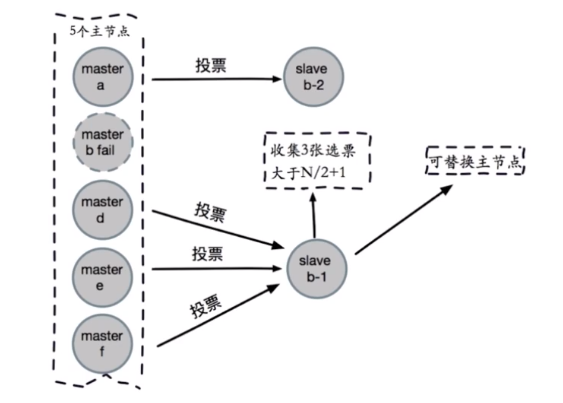 5个主节点
master
a
投票
slave
b-2
master
b fail
收集3张选票
大于N/2+1
可替换主节点
master
d
投票
master
e
投票
slave
b-1
master
f
投票